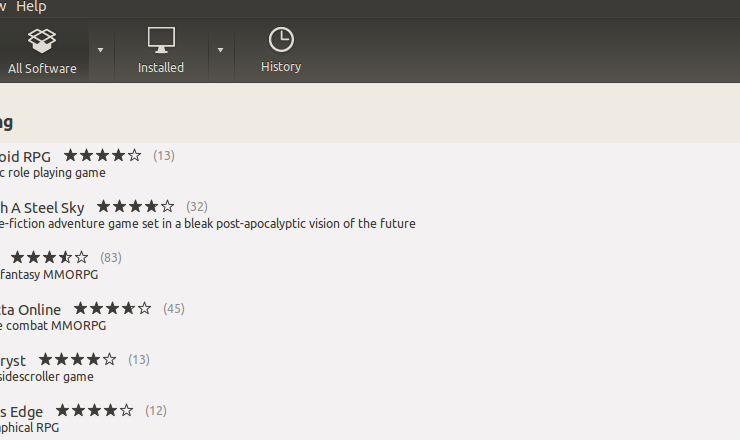 w Help
All Software Installed History
ng
oid RPG (13)
c role playing game
h A Steel Sky (32)
e-fiction adventure game set in a bleak post-apocalyptic vision of the future
(83)
fantasy MMORPG
ta Online (45)
e combat MMORPG
ryst (13)
sidescroller game
s Edge (12)
phical RPG